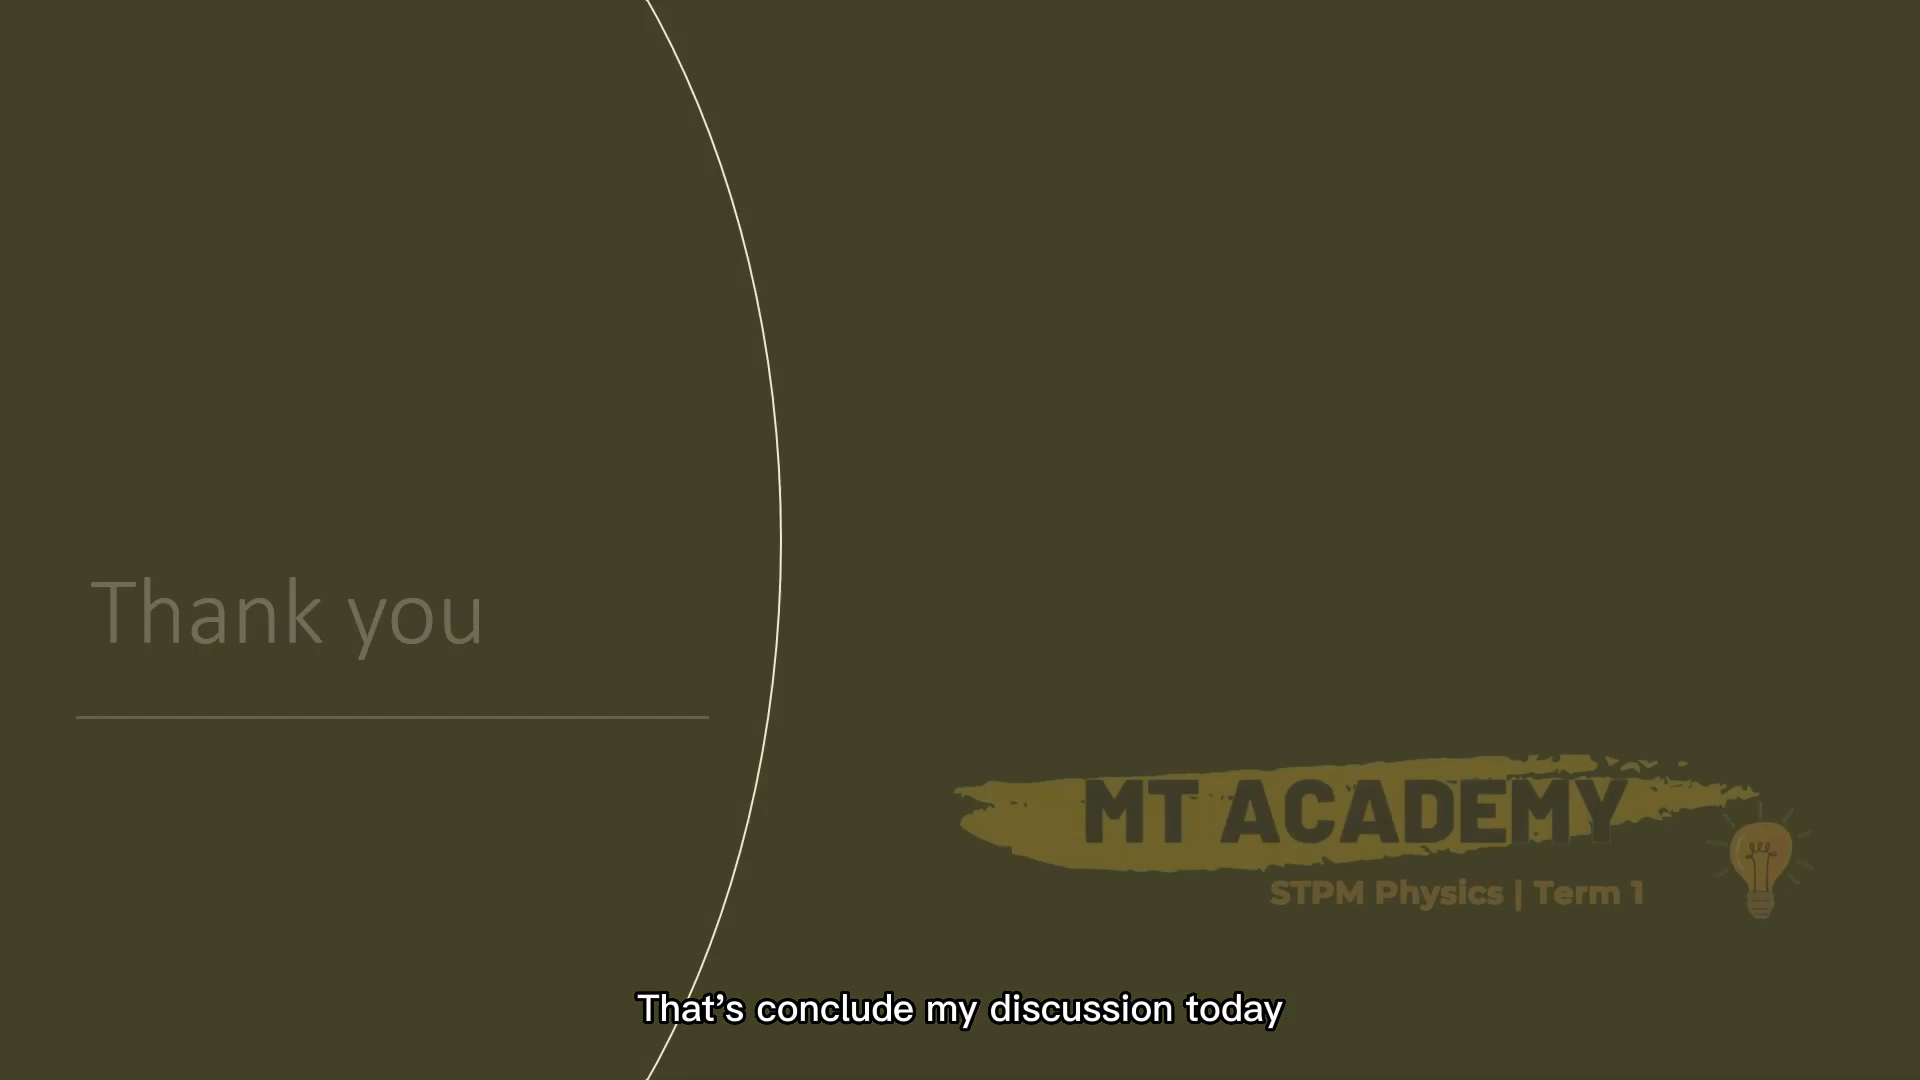 Thank you
MT ACADEMY
STPM Physics | Term 1
That’s conclude my discussion today